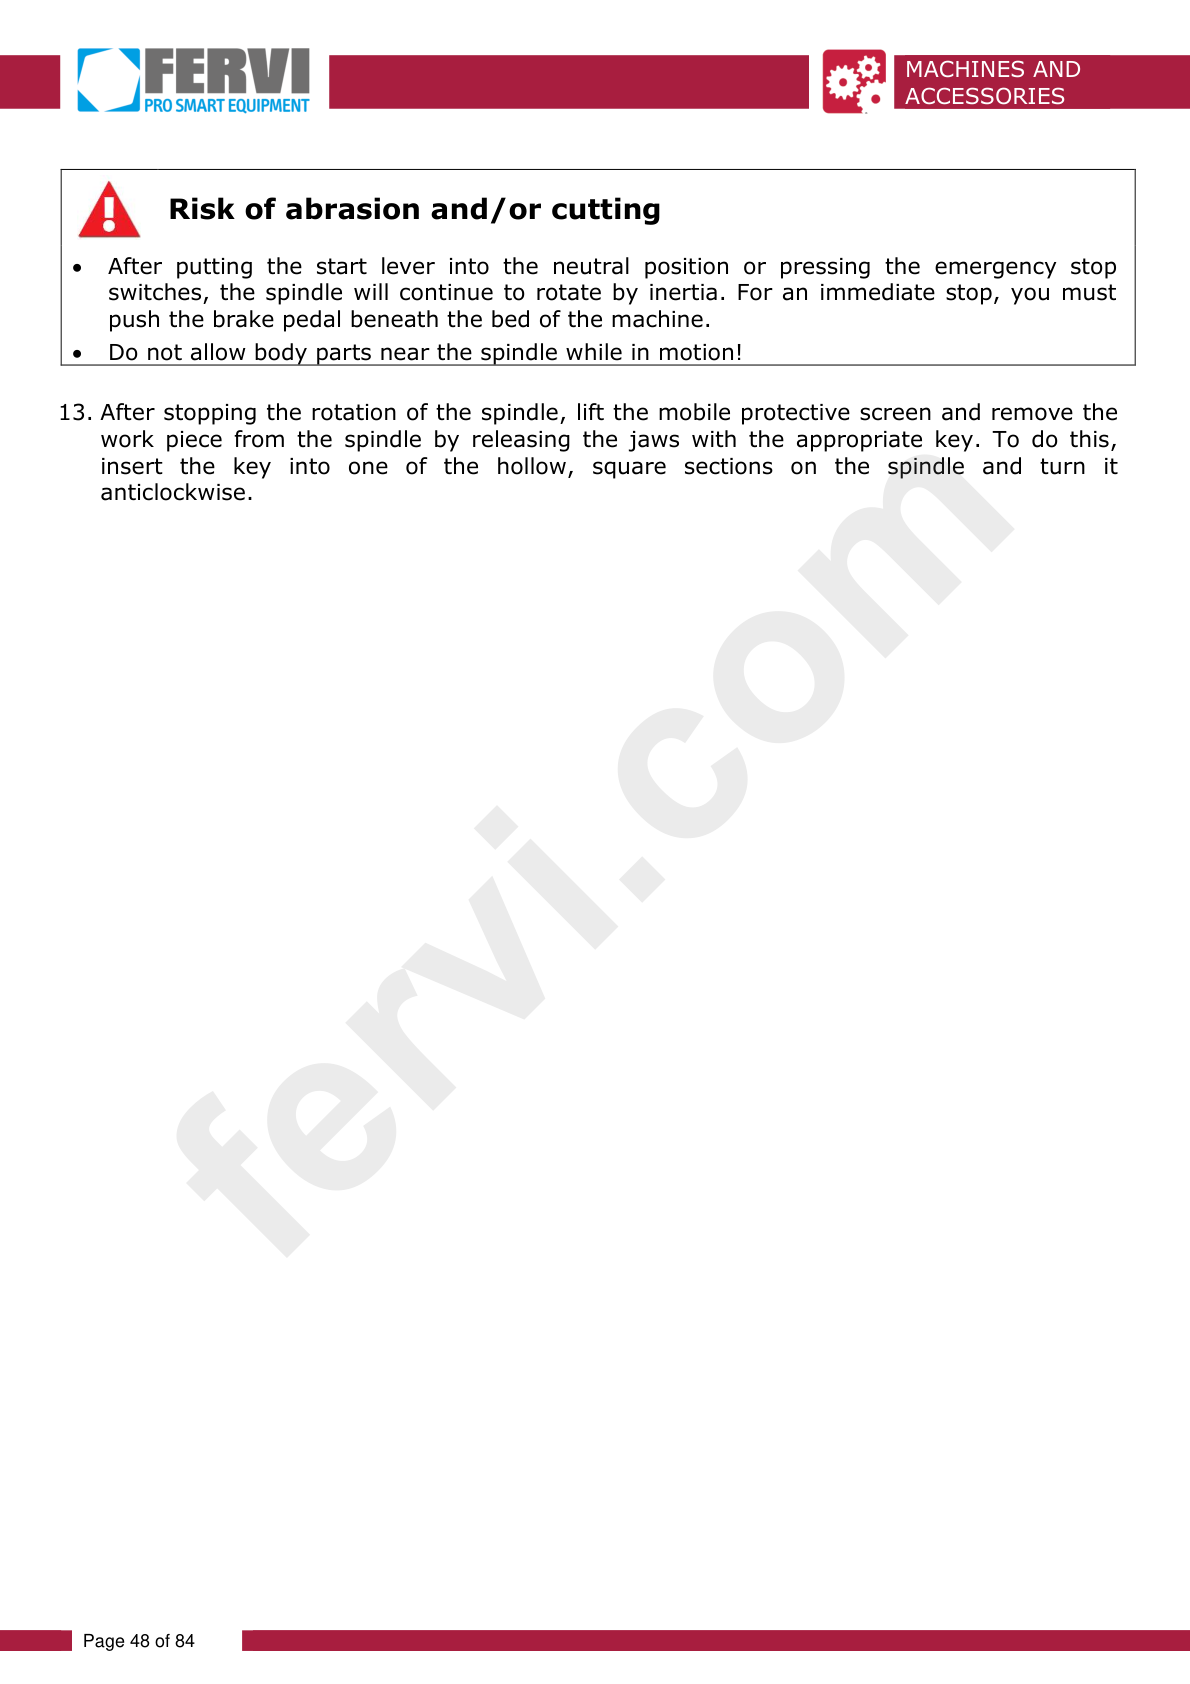 FERVI
PRO SMART EQUIPMENT
MACHINES AND
ACCESSORIES
Risk of abrasion and/or cutting
• After putting the start lever into the neutral position or pressing the emergency stop
switches, the spindle will continue to rotate by inertia. For an immediate stop, you must
push the brake pedal beneath the bed of the machine.
• Do not allow body parts near the spindle while in motion!
13. After stopping the rotation of the spindle, lift the mobile protective screen and remove the
work piece from the spindle by releasing the jaws with the appropriate key. To do this,
insert the key into one of the hollow, square sections on the spindle and turn it
anticlockwise.
fervi.com
Page 48 of 84